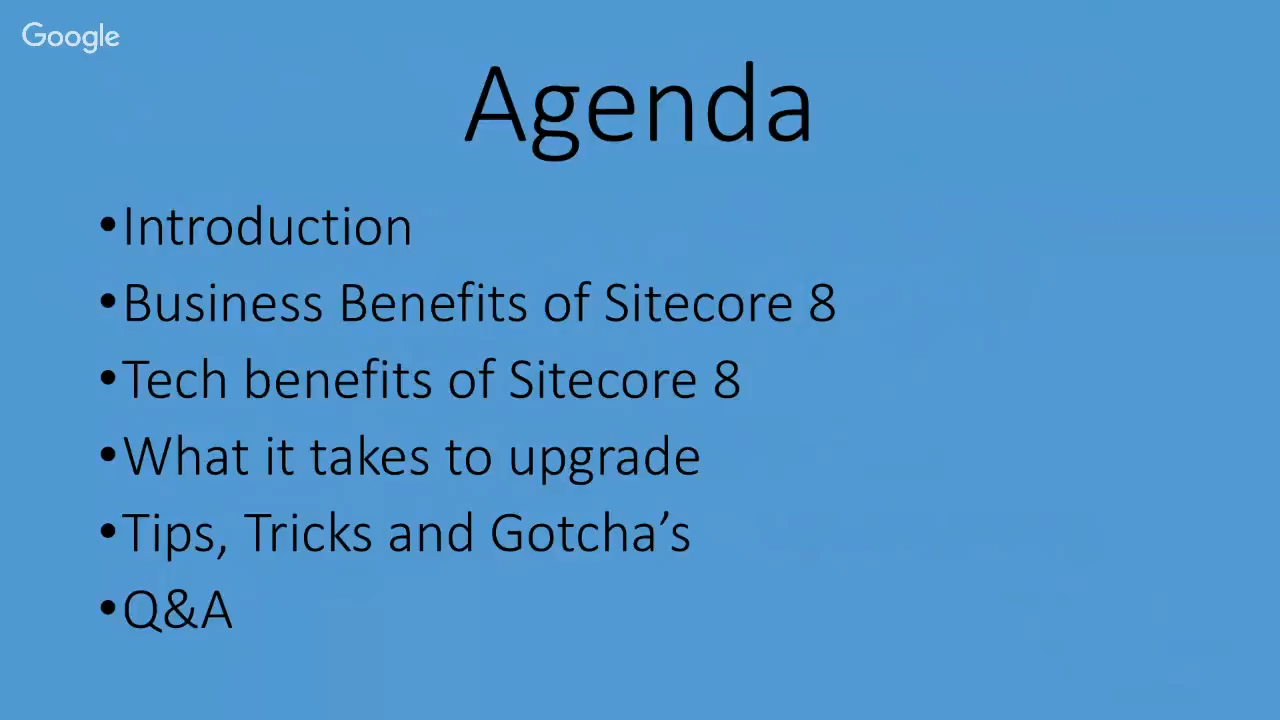 Google
Agenda
•Introduction
•Business Benefits of Sitecore 8
•Tech benefits of Sitecore 8
•What it takes to upgrade
•Tips, Tricks and Gotcha’s
•Q&A